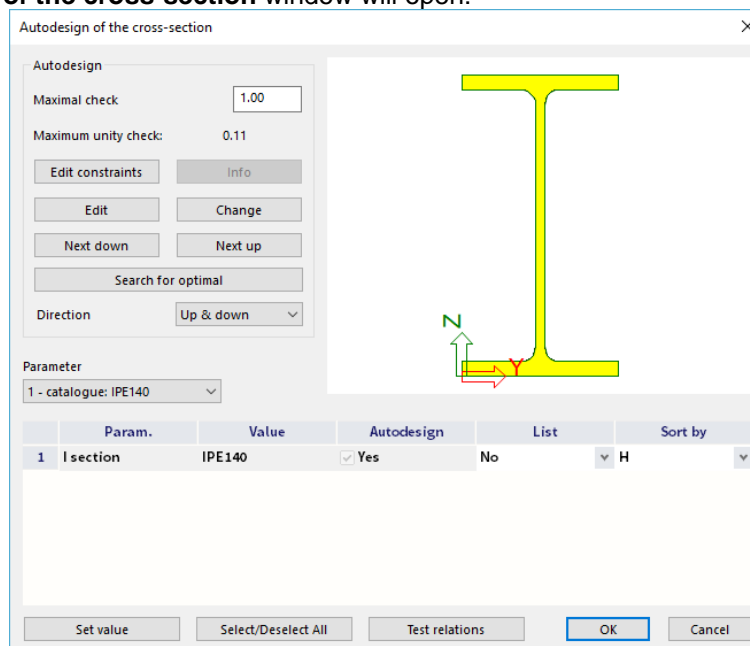 of the cross-section window will open.
Autodesign of the cross-section
Autodesign
Maximal check 1.00
Maximum unity check: 0.11
Edit constraints Info
Edit Change
Next down Next up
Search for optimal
Direction Up & down
Parameter
1 - catalogue: IPE140
Param. Value Autodesign List Sort by
1 I section IPE140 Yes No H
Z
Y
Set value Select/Deselect All Test relations OK Cancel